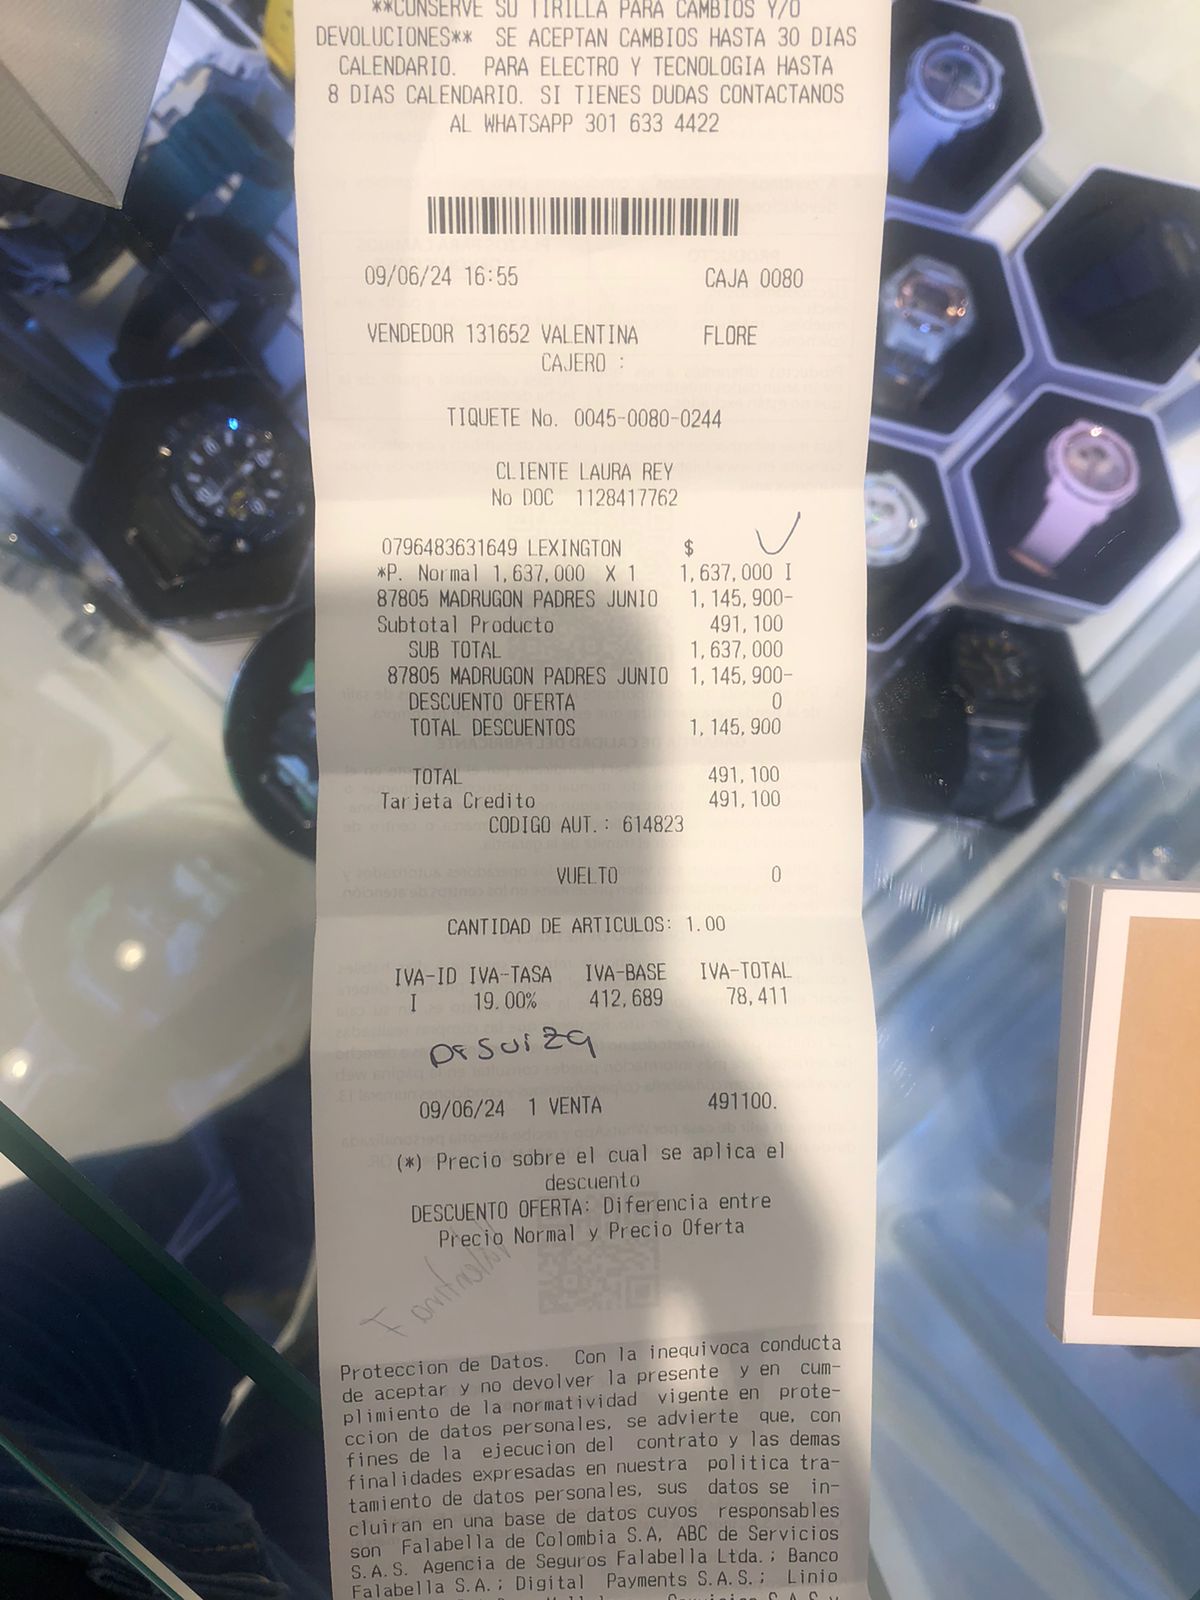 **CONSERVE SU TIRILLA PARA CAMBIOS Y/O
DEVOLUCIONES** SE ACEPTAN CAMBIOS HASTA 30 DIAS
CALENDARIO. PARA ELECTRO Y TECNOLOGIA HASTA
8 DIAS CALENDARIO. SI TIENES DUDAS CONTACTANOS
AL WHATSAPP 301 633 4422
09/06/24 16:55 CAJA 0080
VENDEDOR 131652 VALENTINA FLORE
CAJERO :
TIQUETE No. 0045-0080-0244
CLIENTE LAURA REY
No DOC 1128417762
0796483631649 LEXINGTON $
*P. Normal 1,637,000 X 1 1,637,000 I
87805 MADRUGON PADRES JUNIO 1,145,900-
Subtotal Producto 491,100
SUB TOTAL 1,637,000
87805 MADRUGON PADRES JUNIO 1,145,900-
DESCUENTO OFERTA 0
TOTAL DESCUENTOS 1,145,900
TOTAL 491,100
Tarjeta Credito 491,100
CODIGO AUT.: 614823
VUELTO 0
CANTIDAD DE ARTICULOS: 1.00
IVA-ID IVA-TASA IVA-BASE IVA-TOTAL
I 19.00% 412,689 78,411
09/06/24 1 VENTA 491100.
(*) Precio sobre el cual se aplica el
descuento
DESCUENTO OFERTA: Diferencia entre
Precio Normal y Precio Oferta
Valentina F
Proteccion de Datos. Con la inequivoca conducta
de aceptar y no devolver la presente y en cum-
plimiento de la normatividad vigente en prote-
ccion de datos personales, se advierte que, con
fines de la ejecucion del contrato y las demas
finalidades expresadas en nuestra politica tra-
tamiento de datos personales, sus datos se in-
cluiran en una base de datos cuyos responsables
son Falabella de Colombia S.A, ABC de Servicios
S.A.S. Agencia de Seguros Falabella Ltda.; Banco
Falabella S.A.; Digital Payments S.A.S.; Linio